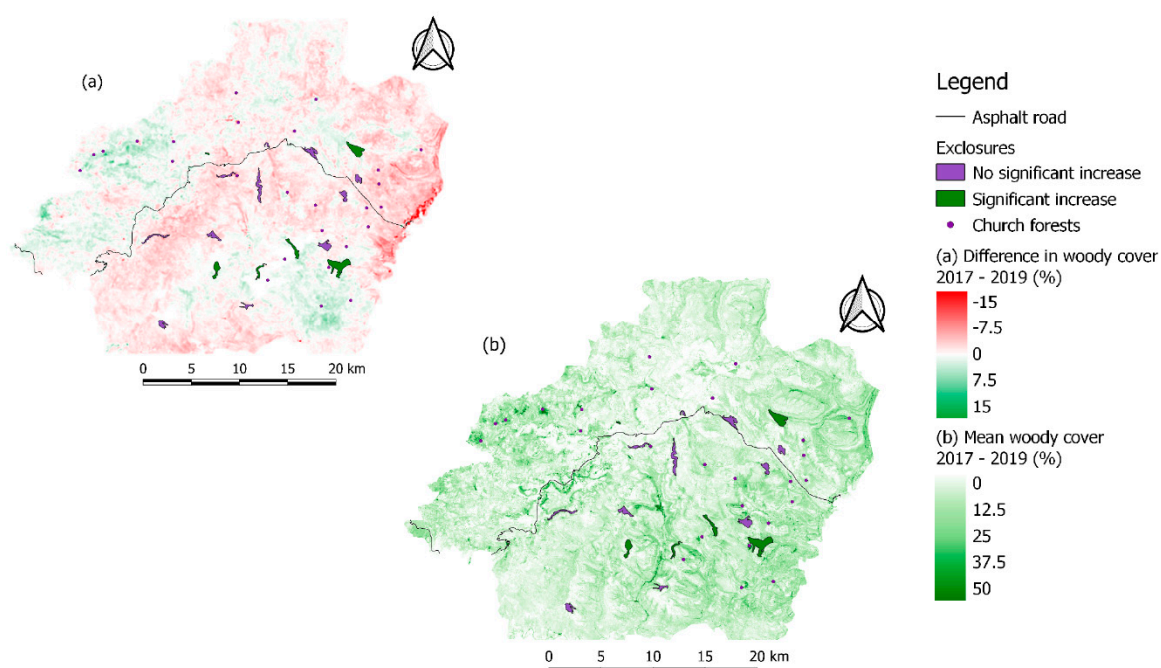 (a)
0 5 10 15 20 km
(b)
0 5 10 15 20 km
Legend
Asphalt road
Exclosures
No significant increase
Significant increase
Church forests
(a) Difference in woody cover
2017 - 2019 (%)
-15
-7.5
0
7.5
15
(b) Mean woody cover
2017 - 2019 (%)
0
12.5
25
37.5
50